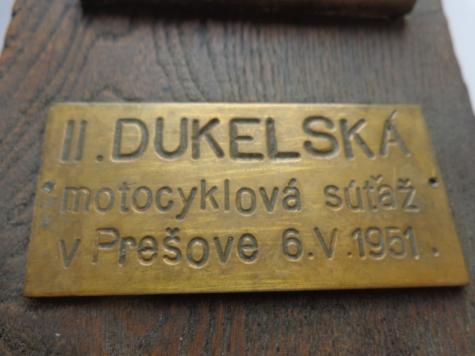 II. DUKELSKÁ
motocyklová súťaž
v Prešove 6.V.1951.